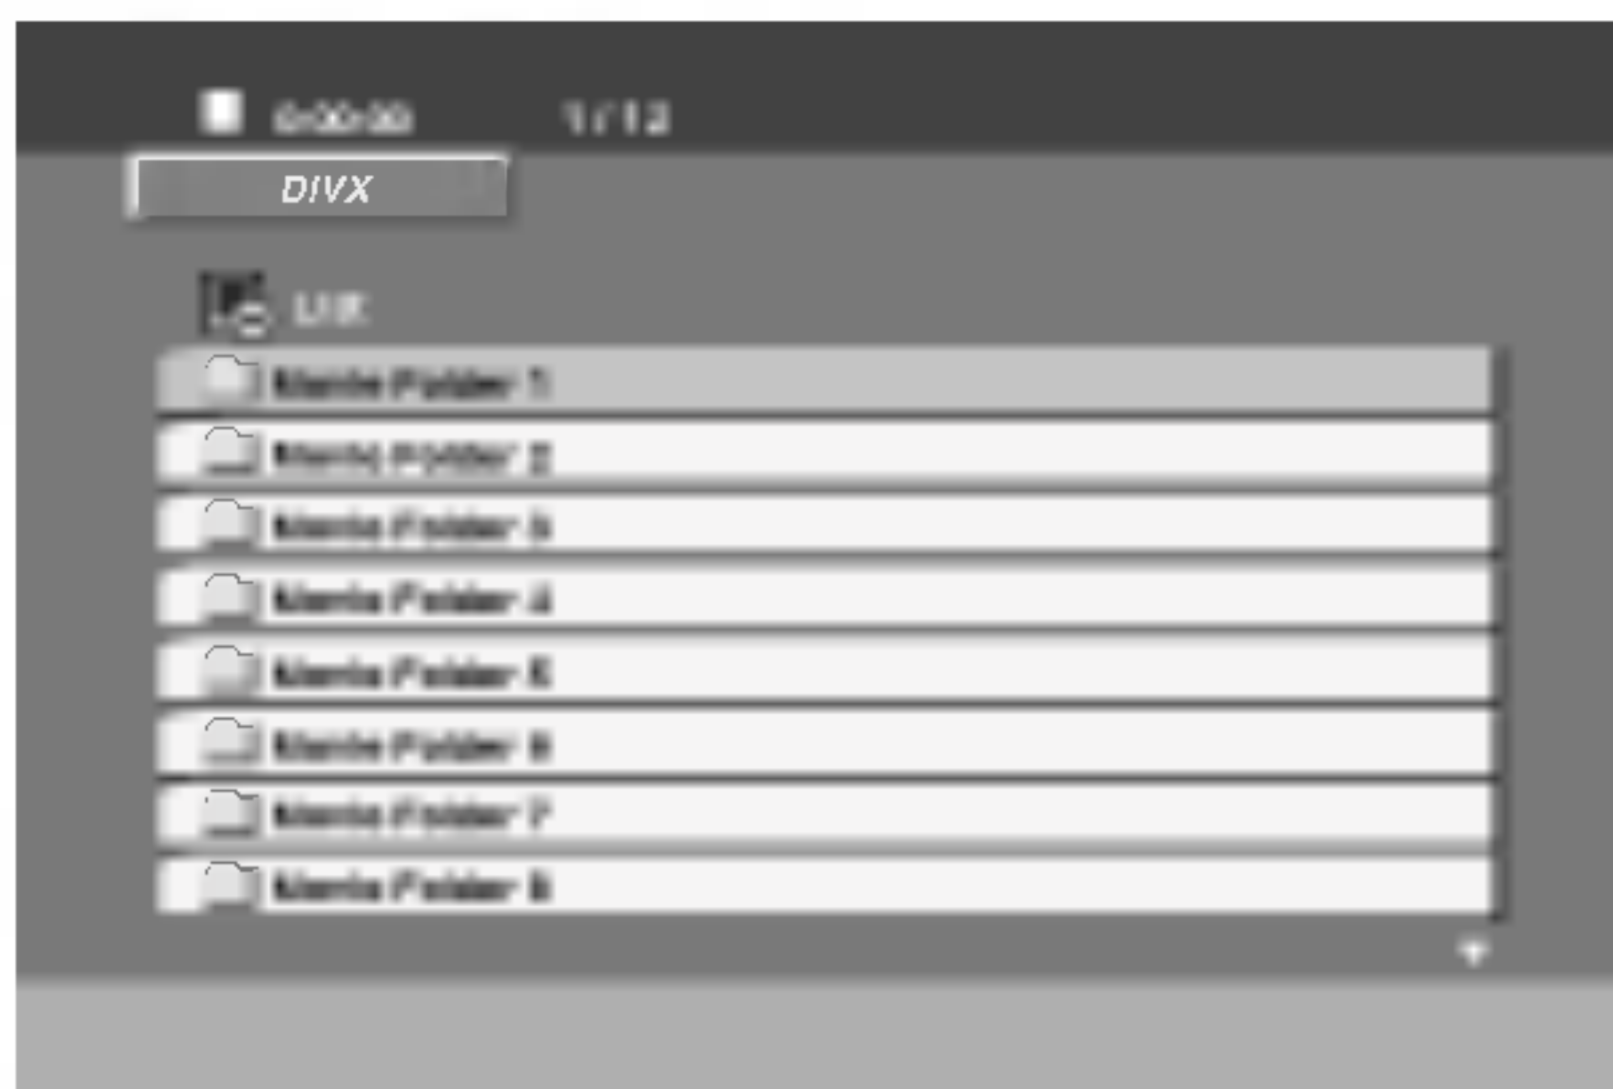 0:00:00 1 / 12
DIVX
Movie Folder 1
Movie Folder 2
Movie Folder 3
Movie Folder 4
Movie Folder 5
Movie Folder 6
Movie Folder 7
Movie Folder 8